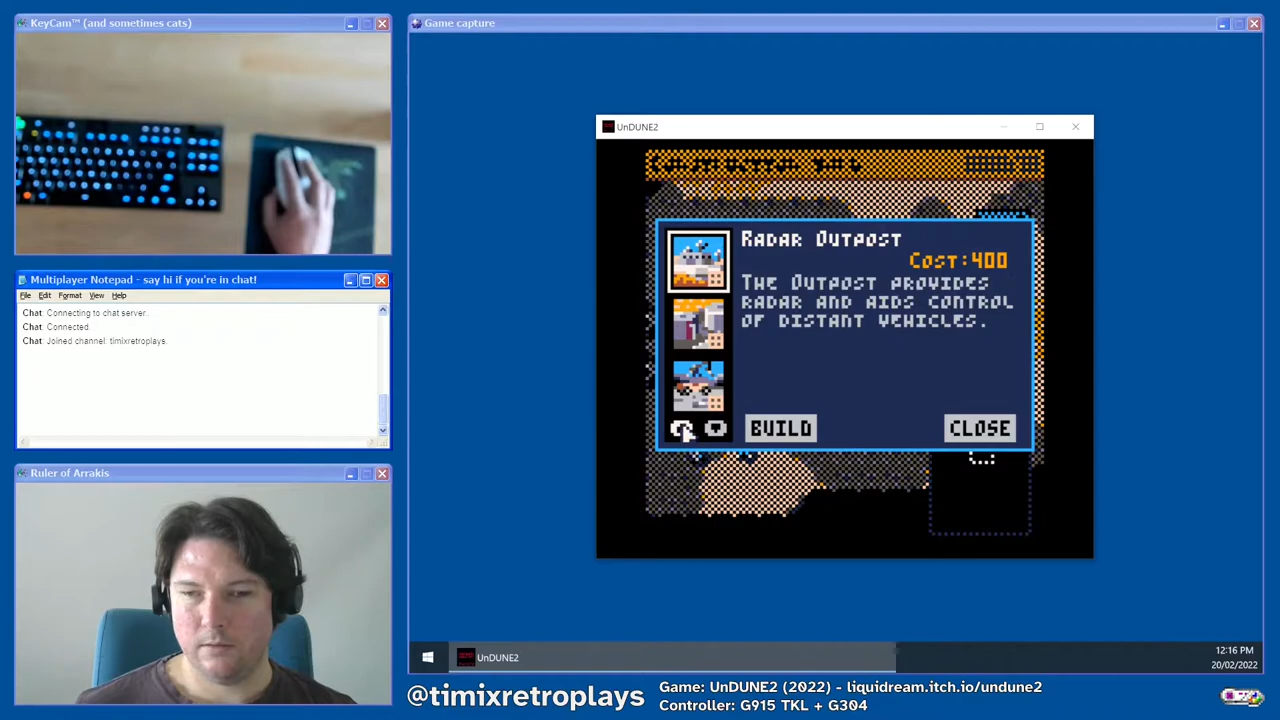 KeyCam™ (and sometimes cats)
Game capture
UnDUNE2
Radar Outpost
Cost:400
The Outpost provides
radar and aids control
of distant vehicles.
BUILD
CLOSE
Multiplayer Notepad - say hi if you're in chat!
File Edit Format View Help
Chat: Connecting to chat server..
Chat: Connected
Chat: Joined channel: timixretroplays.
Ruler of Arrakis
UnDUNE2
12:16 PM
20/02/2022
@timixretroplays
Game: UnDUNE2 (2022) - liquidream.itch.io/undune2
Controller: G915 TKL + G304